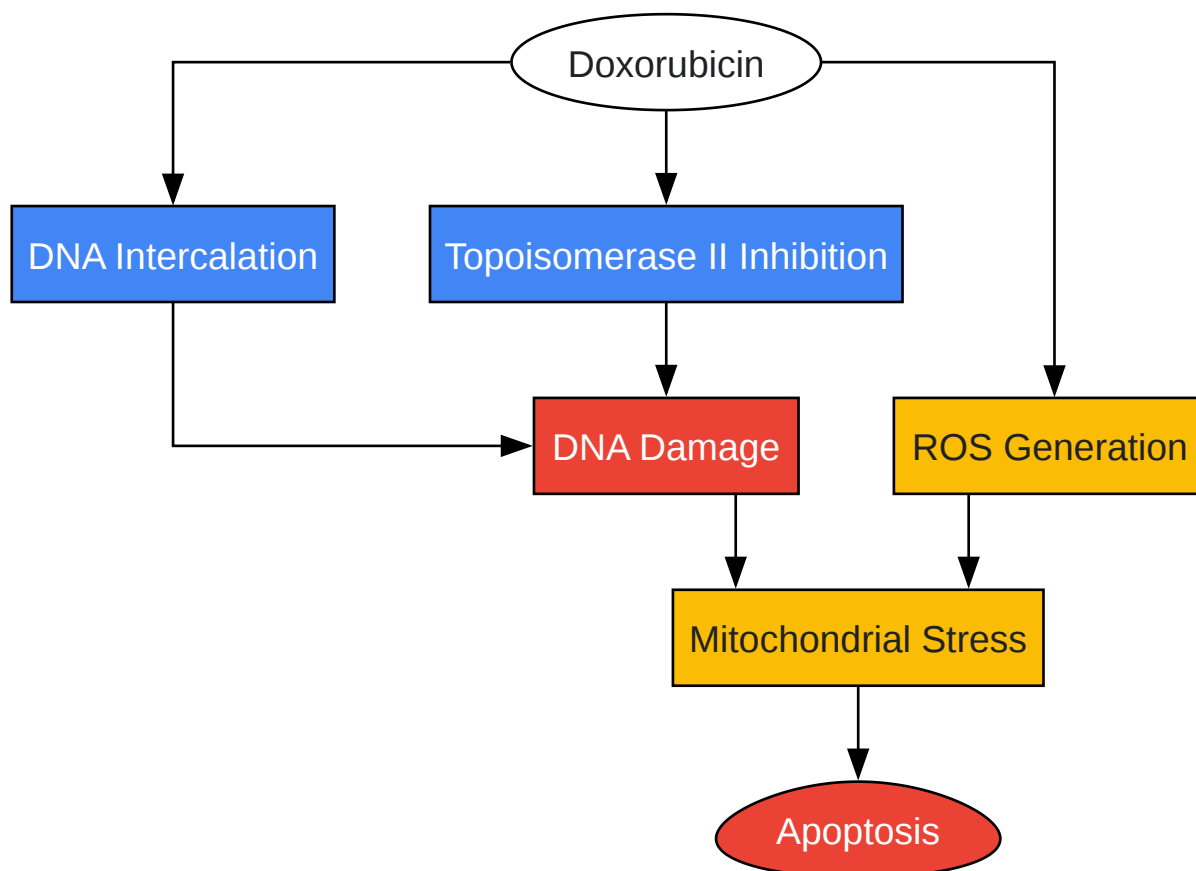 Doxorubicin
DNA Intercalation
Topoisomerase II Inhibition
DNA Damage
ROS Generation
Mitochondrial Stress
Apoptosis